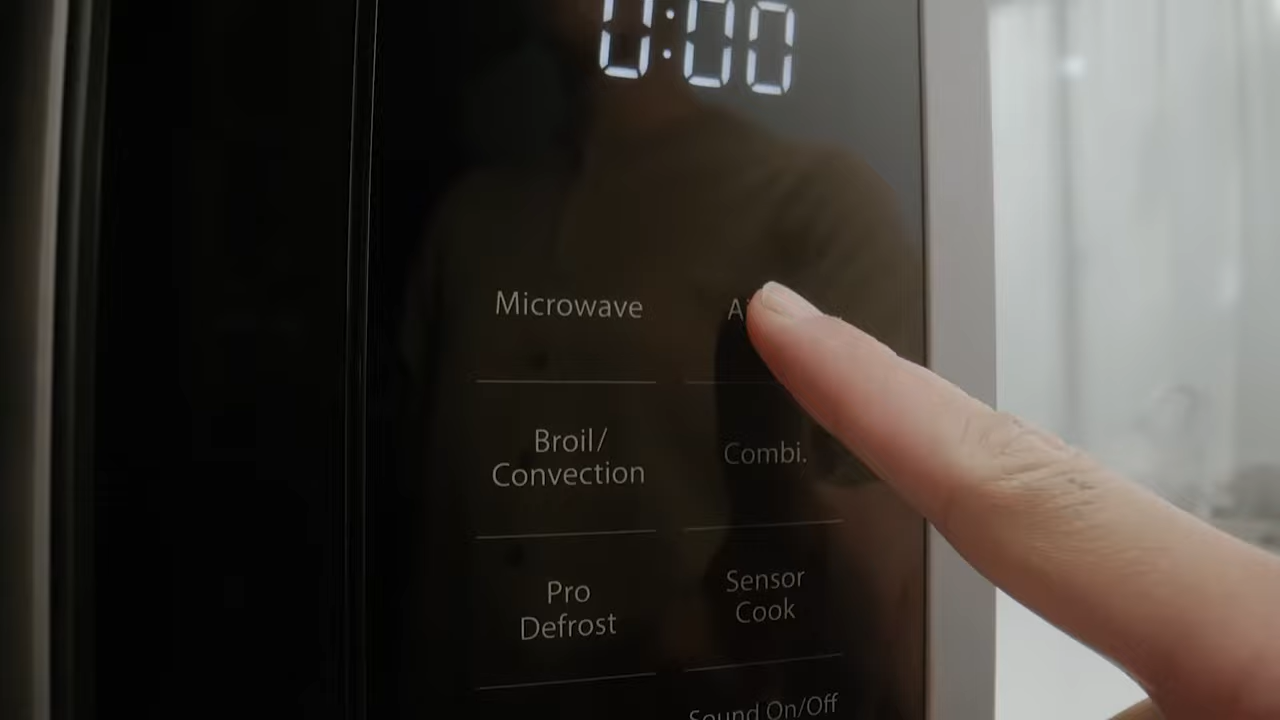 0:00
Microwave
Broil/
Convection
Combi.
Pro
Defrost
Sensor
Cook
Sound On/Off